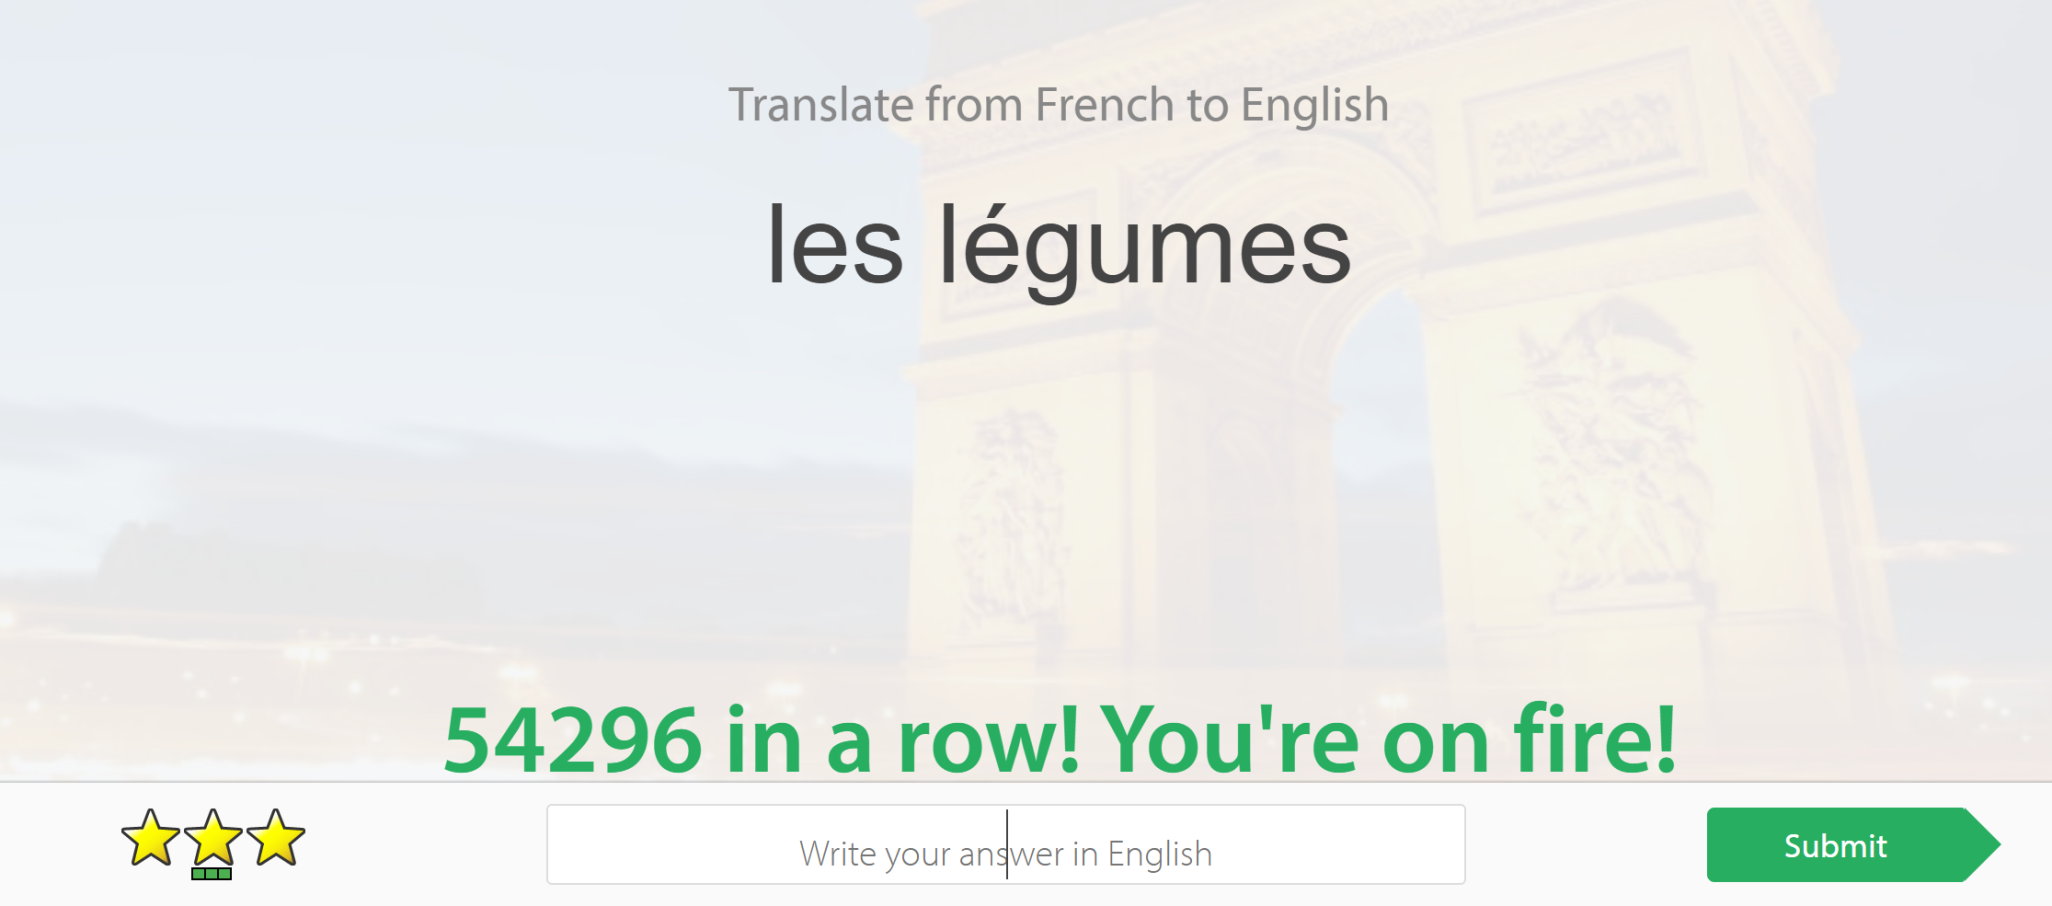 Translate from French to English
les légumes
54296 in a row! You're on fire!
Write your answer in English
Submit